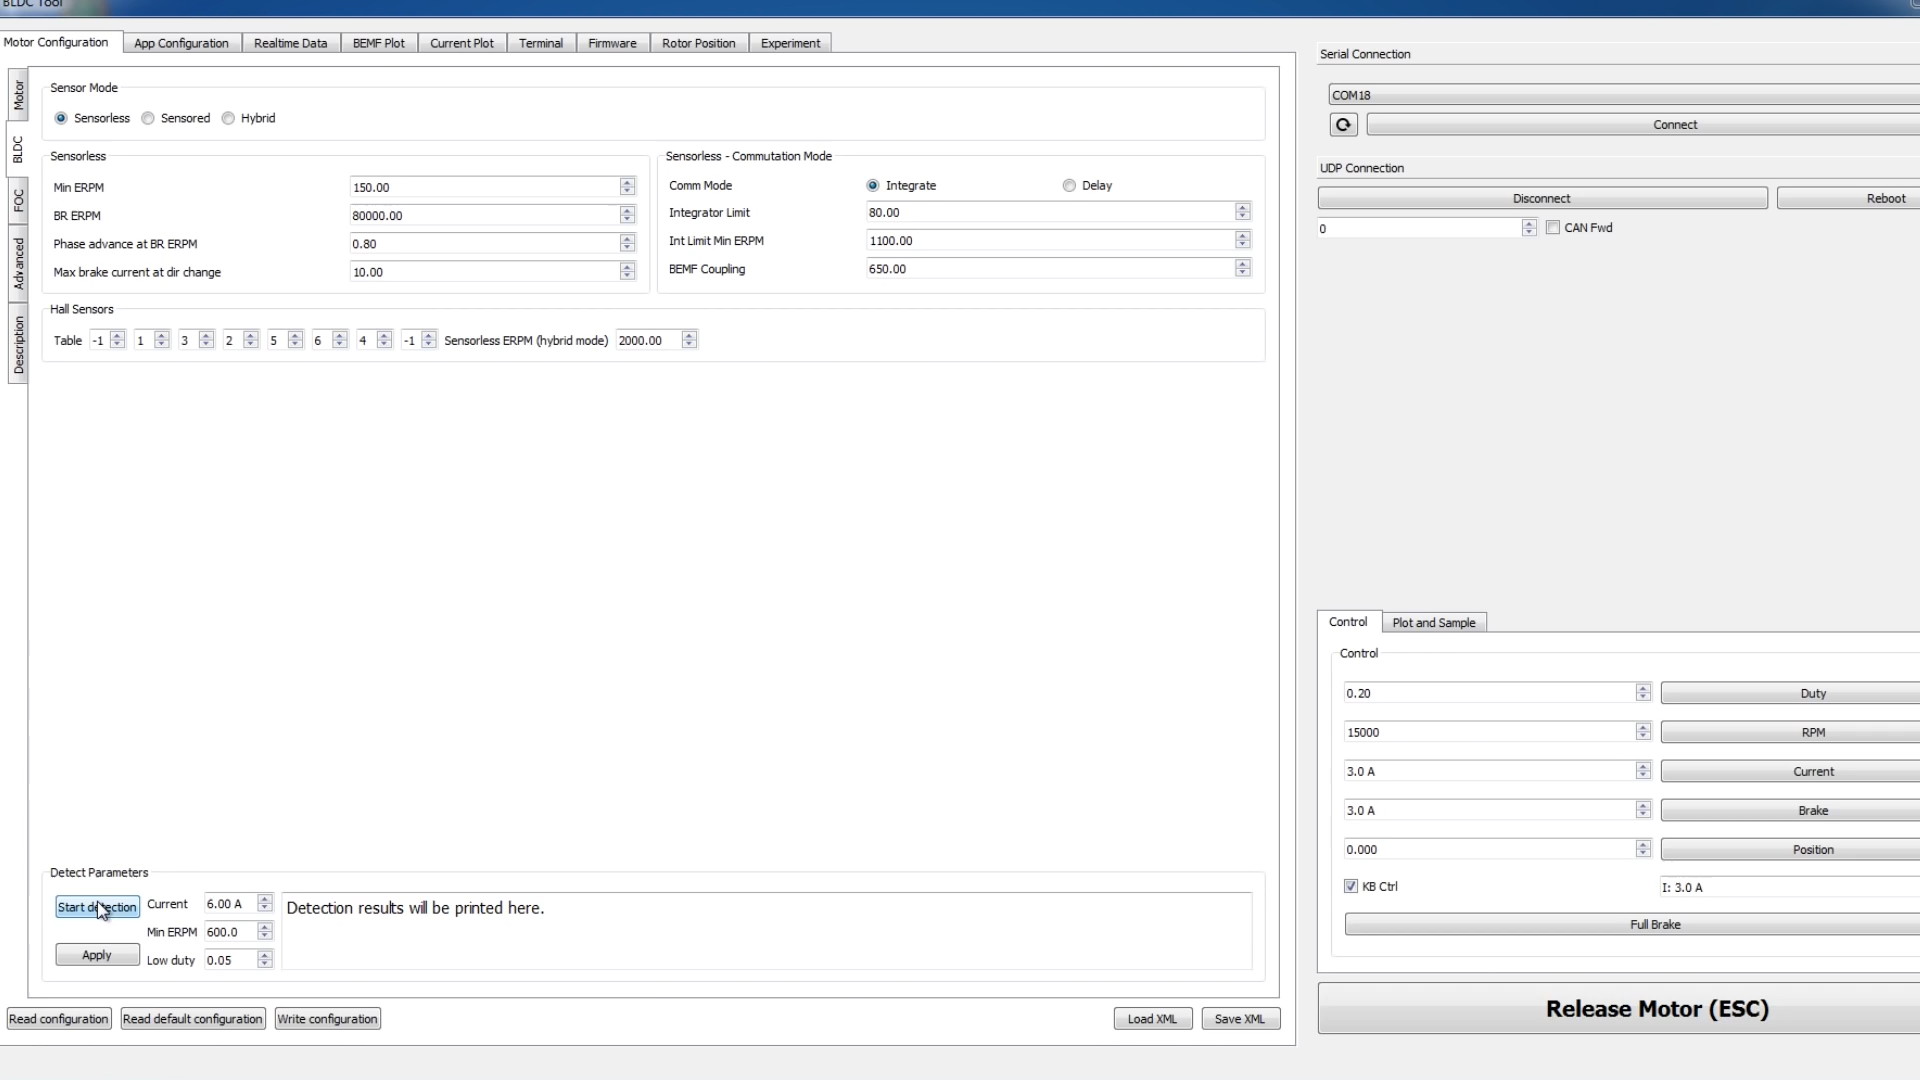 BLDC Tool
Motor Configuration App Configuration Realtime Data BEMF Plot Current Plot Terminal Firmware Rotor Position Experiment
Motor
BLDC
FOC
Advanced
Description
Sensor Mode
Sensorless Sensored Hybrid
Sensorless
Min ERPM 150.00
BR ERPM 80000.00
Phase advance at BR ERPM 0.80
Max brake current at dir change 10.00
Sensorless - Commutation Mode
Comm Mode Integrate Delay
Integrator Limit 80.00
Int Limit Min ERPM 1100.00
BEMF Coupling 650.00
Hall Sensors
Table -1 1 3 2 5 6 4 -1 Sensorless ERPM (hybrid mode) 2000.00
Detect Parameters
Start detection Current 6.00 A
Min ERPM 600.0
Apply Low duty 0.05
Detection results will be printed here.
Read configuration Read default configuration Write configuration Load XML Save XML
Serial Connection
COM18
Connect
UDP Connection
Disconnect Reboot
0 CAN Fwd
Control Plot and Sample
Control
0.20 Duty
15000 RPM
3.0 A Current
3.0 A Brake
0.000 Position
KB Ctrl I: 3.0 A
Full Brake
Release Motor (ESC)